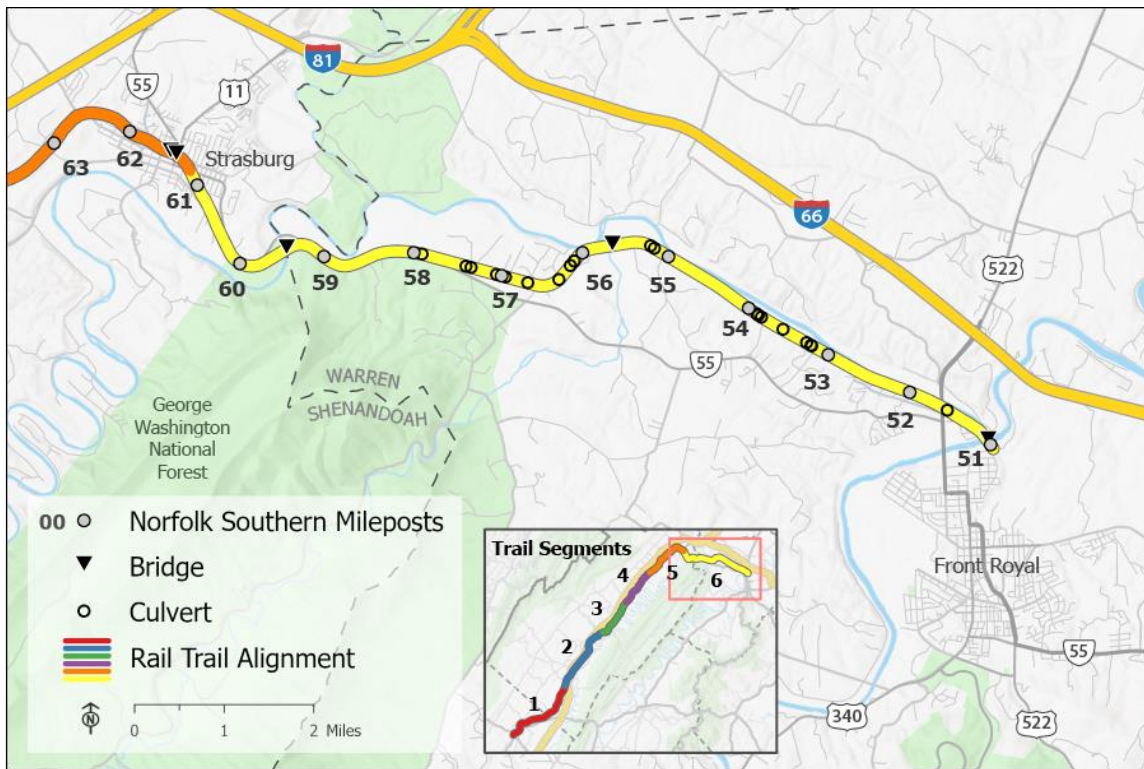 81
55
11
Strasburg
63
62
61
60
59
58
57
56
55
54
53
52
51
66
522
55
WARREN
SHENANDOAH
George
Washington
National
Forest
Front Royal
55
340
522
00 Norfolk Southern Mileposts
Bridge
Culvert
Rail Trail Alignment
N
0 1 2 Miles
Trail Segments
1
2
3
4
5
6